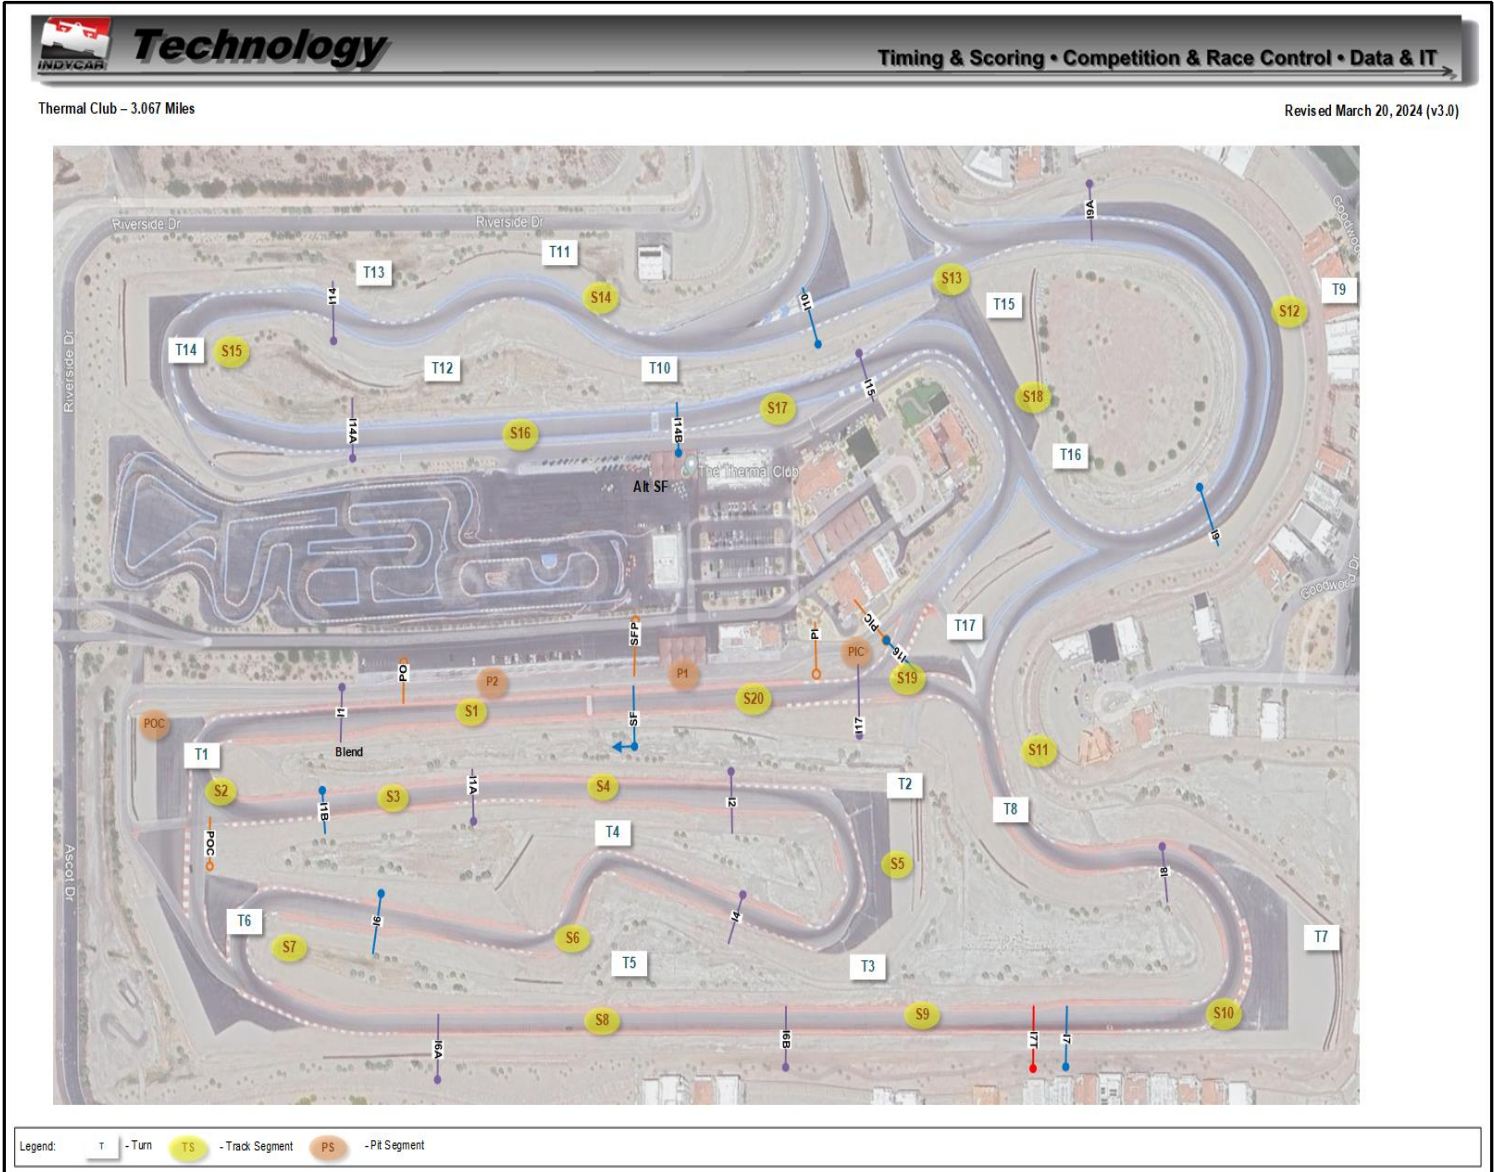 INDYCAR
Technology
Timing & Scoring • Competition & Race Control • Data & IT
Thermal Club – 3.067 Miles
Revised March 20, 2024 (v3.0)
I9A
Goodwood
Riverside Dr
Riverside Dr
T11
T13
S13
T9
I14
S14
I10
T15
S12
Riverside Dr
T14
S15
T12
T10
I15
S18
S17
I14A
S16
I14B
T16
The Thermal Club
Alt SF
I9
Goodwood Dr
PIC
T17
SFP
PI
I16
PIC
PO
P2
P1
S19
I1
S1
SF
S20
I17
POC
T1
Blend
S11
S2
I1B
S3
I1A
S4
I2
T2
T8
T4
POC
Ascot Dr
S5
I8
T6
I6
I4
S7
S6
T5
T3
T7
S8
S9
S10
I6A
I6B
I7T
I7
Legend:
T
- Turn
TS
- Track Segment
PS
- Pit Segment